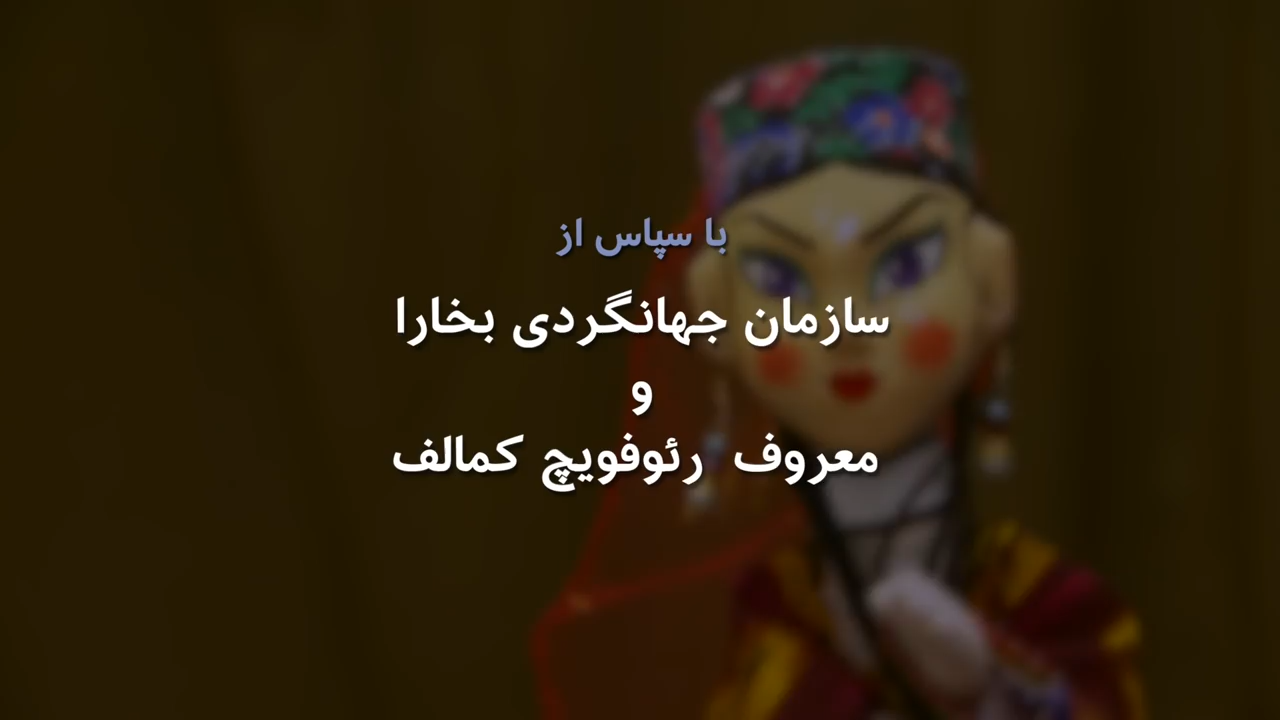 با سپاس از
سازمان جهانگردی بخارا
و
معروف رئوفویچ کمالف